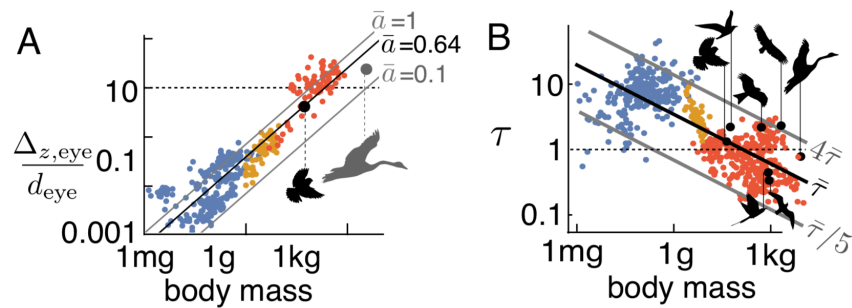 A
ā=1
ā=0.64
ā=0.1
10
0.1
0.001
Δz,eye
deye
1mg
1g
1kg
body mass
B
10
1
0.1
τ
4τ̄
τ̄
τ̄/5
1mg
1g
1kg
body mass